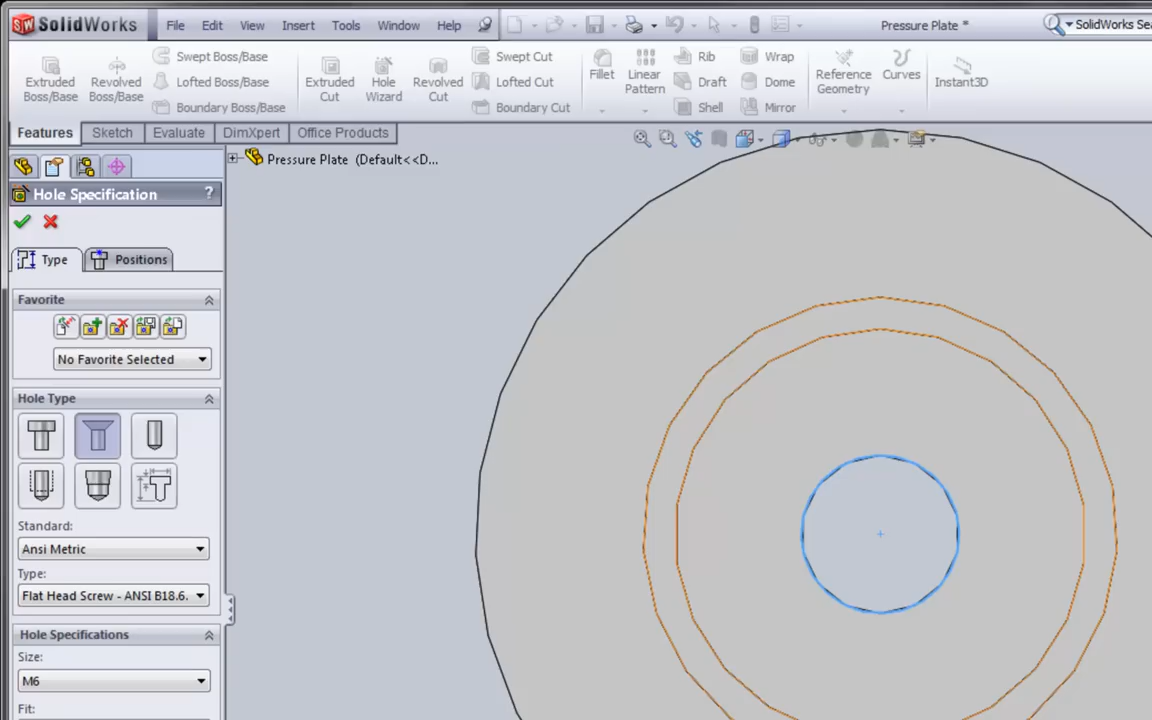 SolidWorks File Edit View Insert Tools Window Help Pressure Plate * SolidWorks Sea
Extruded Boss/Base
Revolved Boss/Base
Swept Boss/Base
Lofted Boss/Base
Boundary Boss/Base
Extruded Cut
Hole Wizard
Revolved Cut
Swept Cut
Lofted Cut
Boundary Cut
Fillet
Linear Pattern
Rib
Draft
Shell
Wrap
Dome
Mirror
Reference Geometry
Curves
Instant3D
Features Sketch Evaluate DimXpert Office Products
Pressure Plate (Default<<D...
Hole Specification ?
Type Positions
Favorite
No Favorite Selected
Hole Type
Standard:
Ansi Metric
Type:
Flat Head Screw - ANSI B18.6.
Hole Specifications
Size:
M6
Fit: